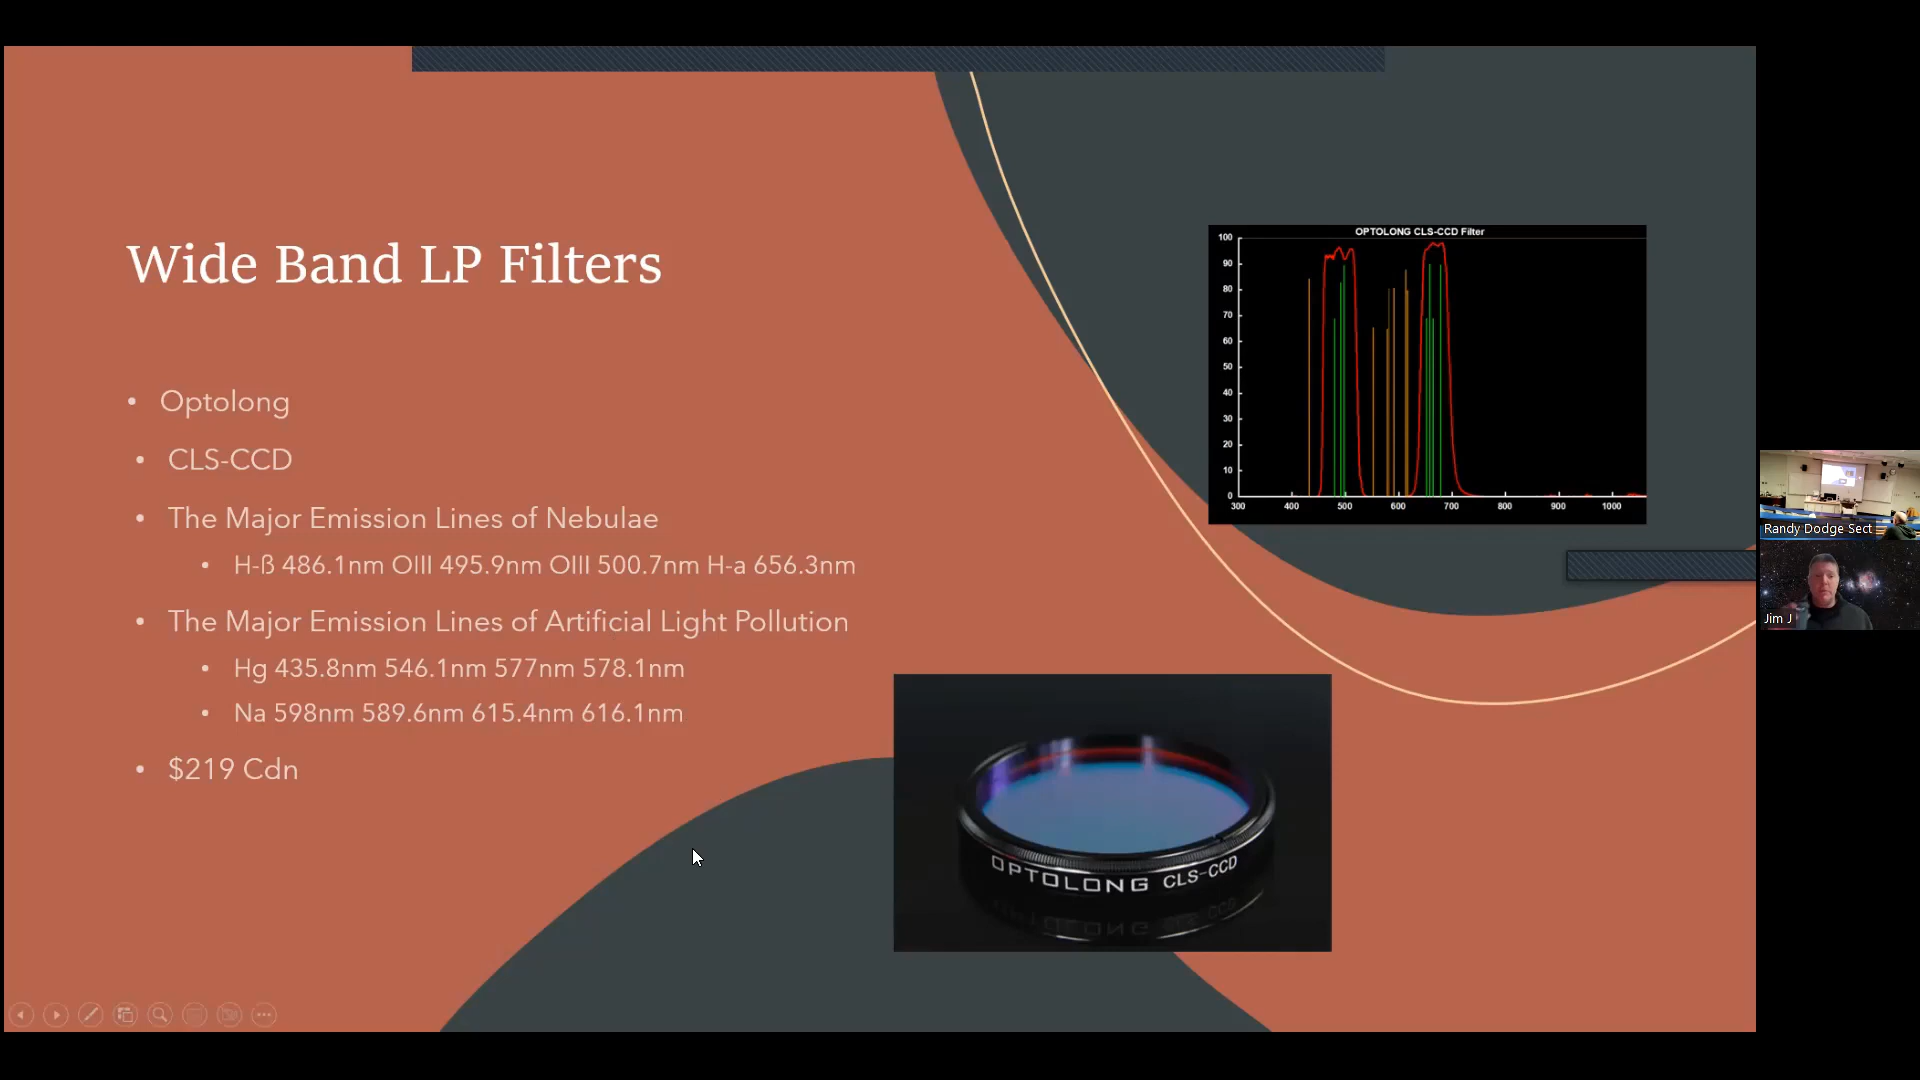 Wide Band LP Filters
• Optolong
• CLS-CCD
• The Major Emission Lines of Nebulae
• H-ß 486.1nm OIII 495.9nm OIII 500.7nm H-a 656.3nm
• The Major Emission Lines of Artificial Light Pollution
• Hg 435.8nm 546.1nm 577nm 578.1nm
• Na 598nm 589.6nm 615.4nm 616.1nm
• $219 Cdn
OPTOLONG CLS-CCD Filter
100
90
80
70
60
50
40
30
20
10
0
300 400 500 600 700 800 900 1000
OPTOLONG CLS-CCD
Randy Dodge Sect
Jim J